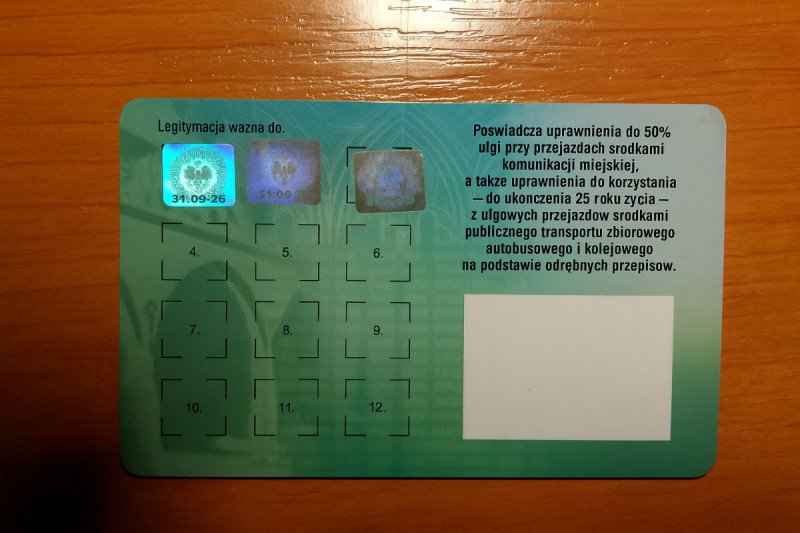 Legitymacja wazna do.
31-09-26
4.
5.
6.
7.
8.
9.
10.
11.
12.
Poswiadcza uprawnienia do 50%
ulgi przy przejazdach srodkami
komunikacji miejskiej,
a takze uprawnienia do korzystania
— do ukonczenia 25 roku zycia —
z ulgowych przejazdow srodkami
publicznego transportu zbiorowego
autobusowego i kolejowego
na podstawie odrębnych przepisow.